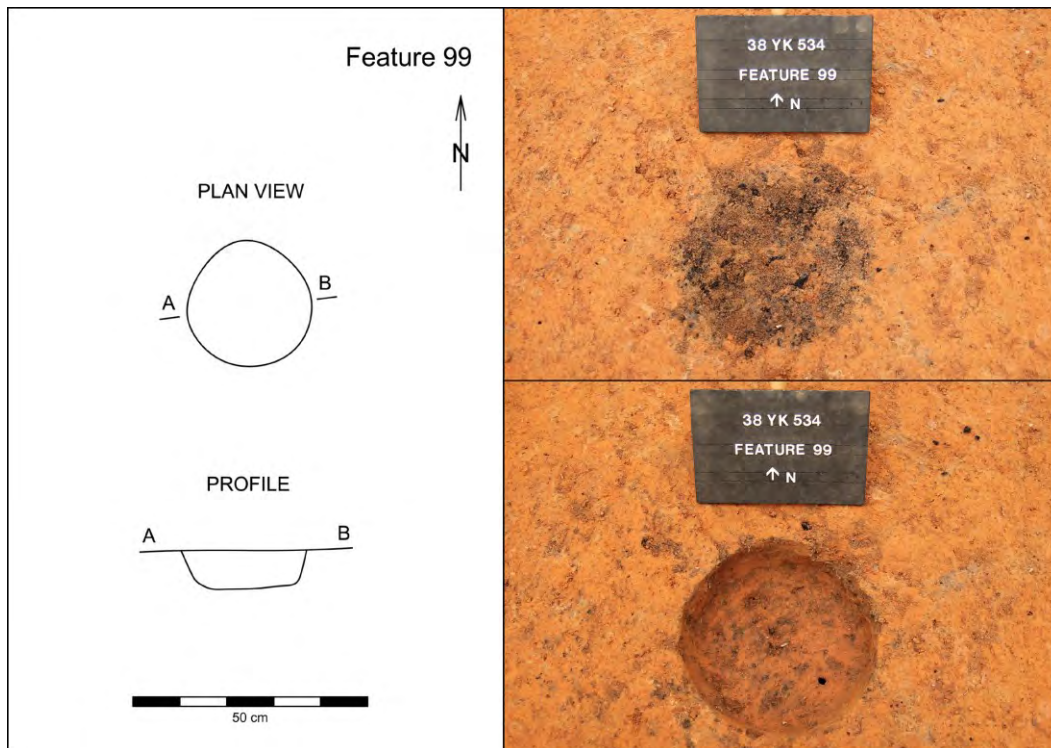 Feature 99
N
PLAN VIEW
A
B
PROFILE
A
B
50 cm
38 YK 534
FEATURE 99
↑ N
38 YK 534
FEATURE 99
↑ N